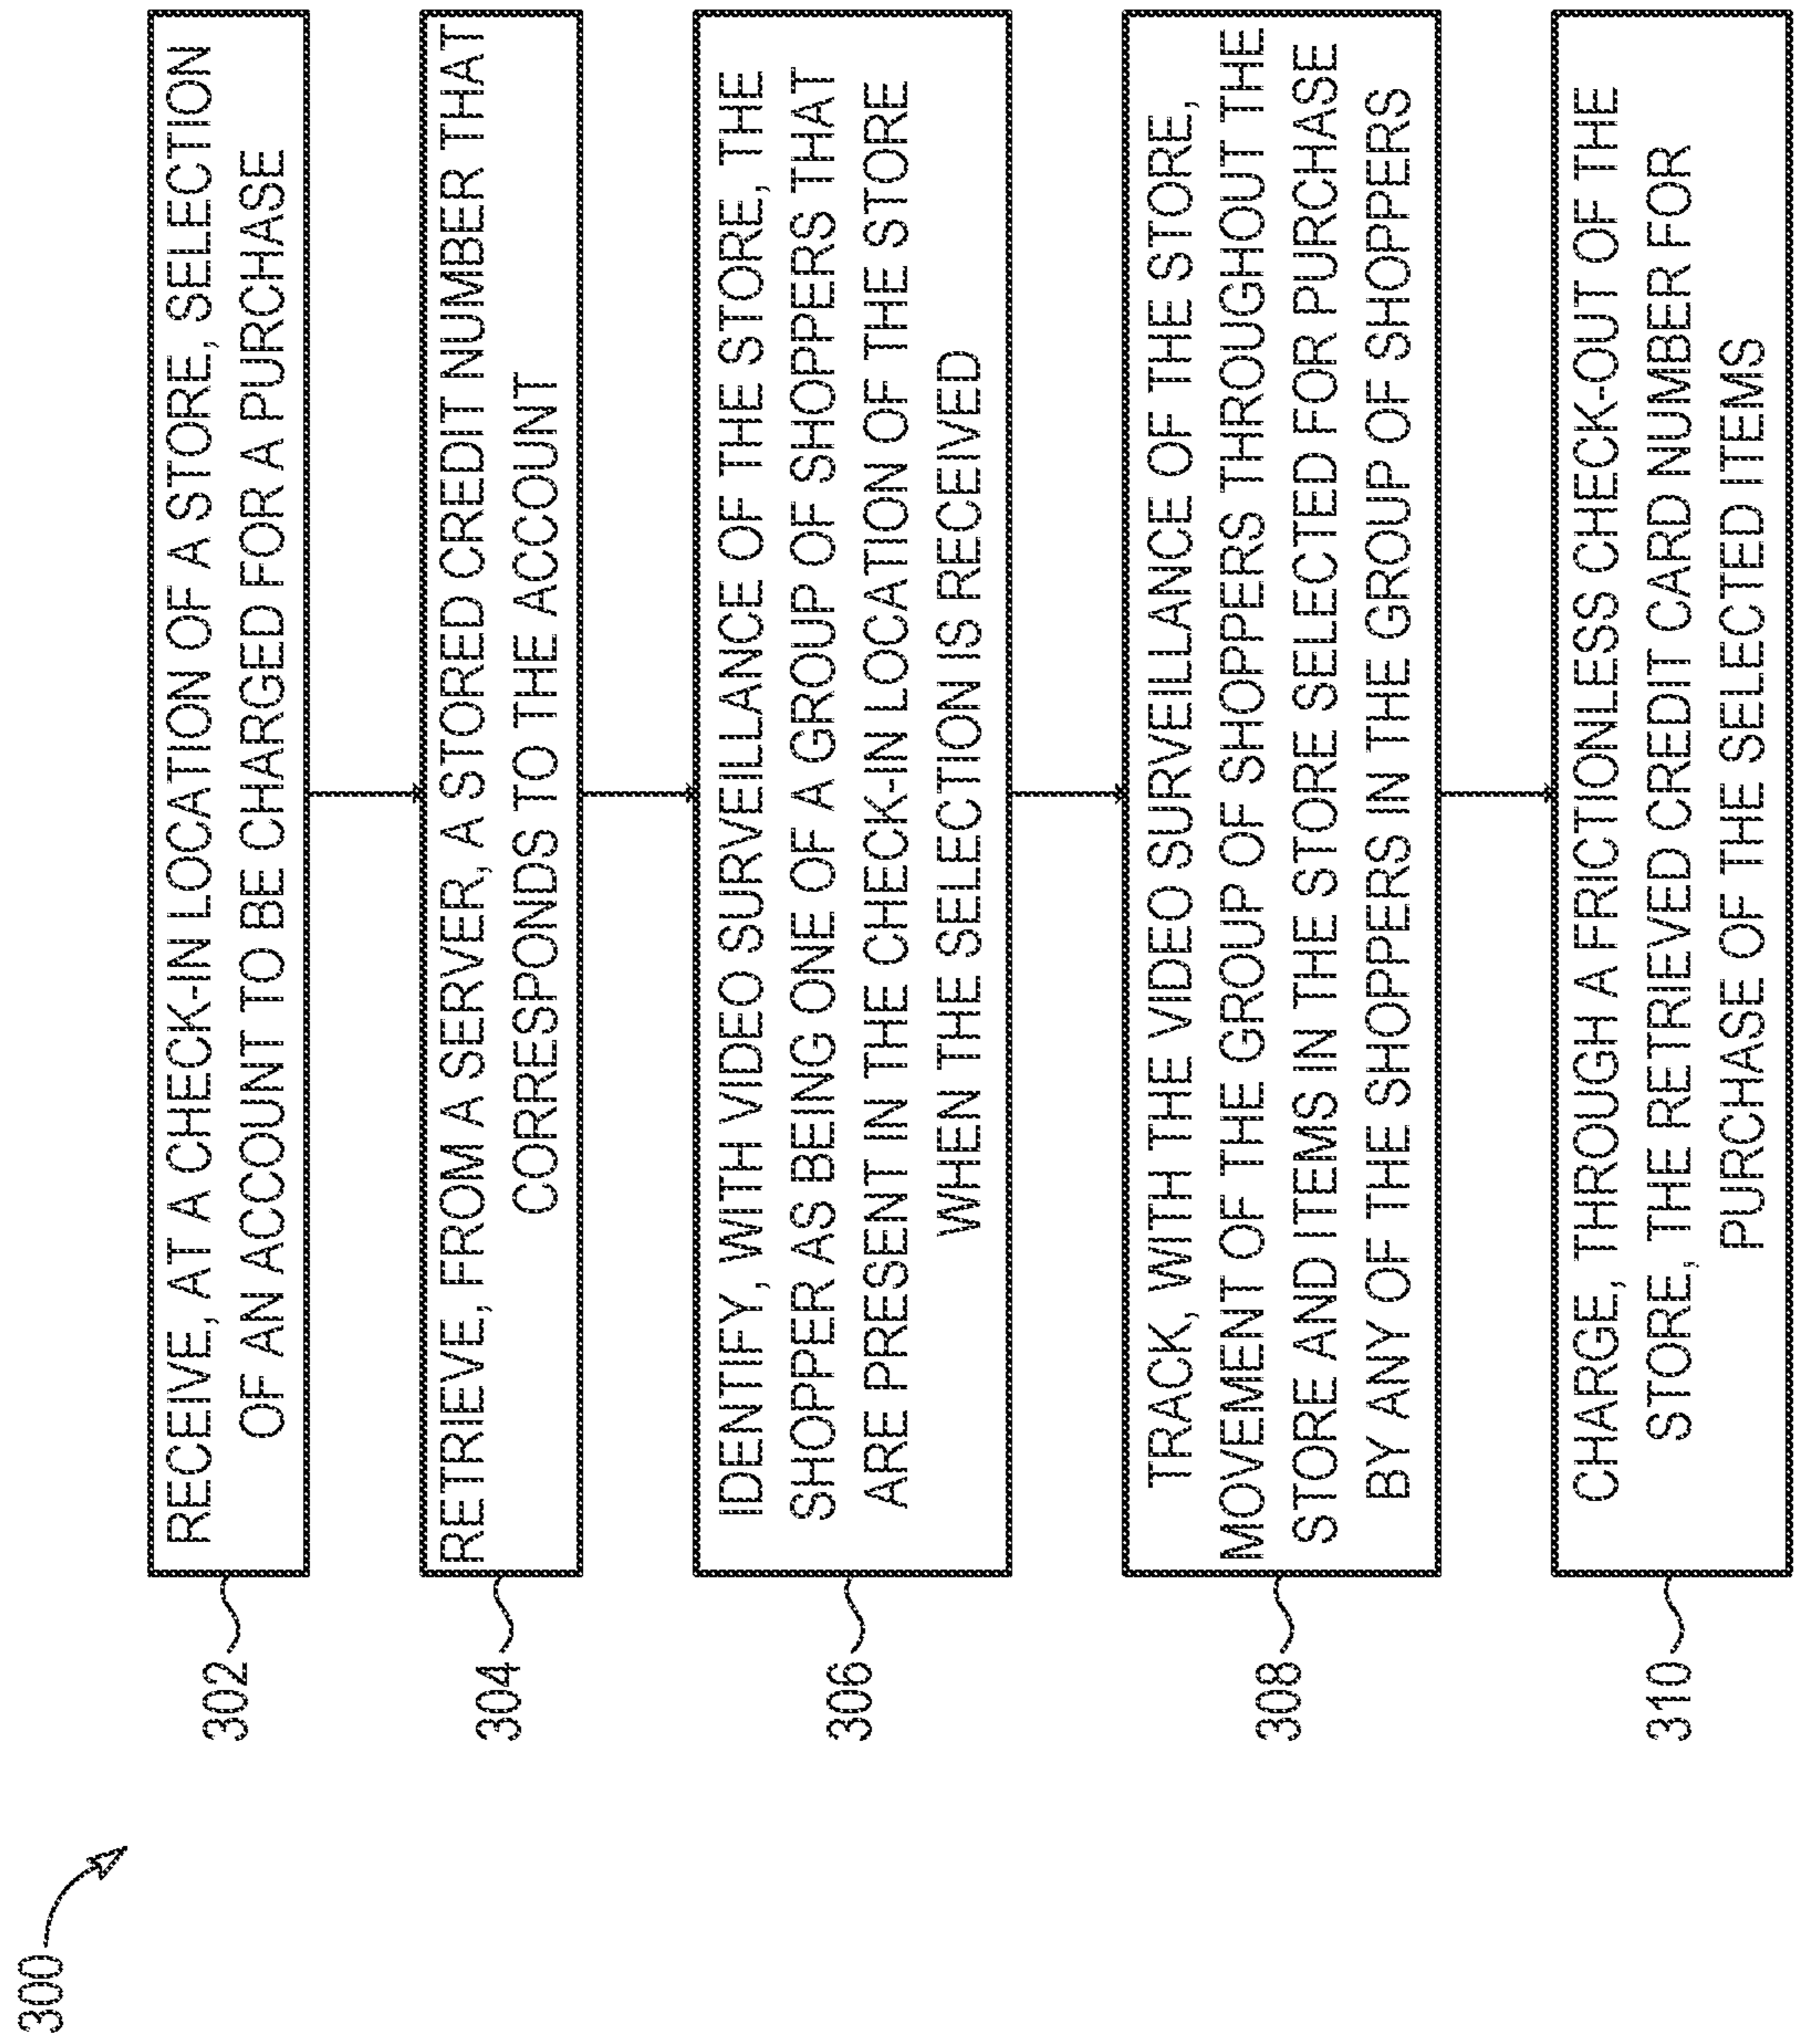 300
302
RECEIVE, AT A CHECK-IN LOCATION OF A STORE, SELECTION
OF AN ACCOUNT TO BE CHARGED FOR A PURCHASE
304
RETRIEVE, FROM A SERVER, A STORED CREDIT NUMBER THAT
CORRESPONDS TO THE ACCOUNT
306
IDENTIFY, WITH VIDEO SURVEILLANCE OF THE STORE, THE
SHOPPER AS BEING ONE OF A GROUP OF SHOPPERS THAT
ARE PRESENT IN THE CHECK-IN LOCATION OF THE STORE
WHEN THE SELECTION IS RECEIVED
308
TRACK, WITH THE VIDEO SURVEILLANCE OF THE STORE,
MOVEMENT OF THE GROUP OF SHOPPERS THROUGHOUT THE
STORE AND ITEMS IN THE STORE SELECTED FOR PURCHASE
BY ANY OF THE SHOPPERS IN THE GROUP OF SHOPPERS
310
CHARGE, THROUGH A FRICTIONLESS CHECK-OUT OF THE
STORE, THE RETRIEVED CREDIT CARD NUMBER FOR
PURCHASE OF THE SELECTED ITEMS